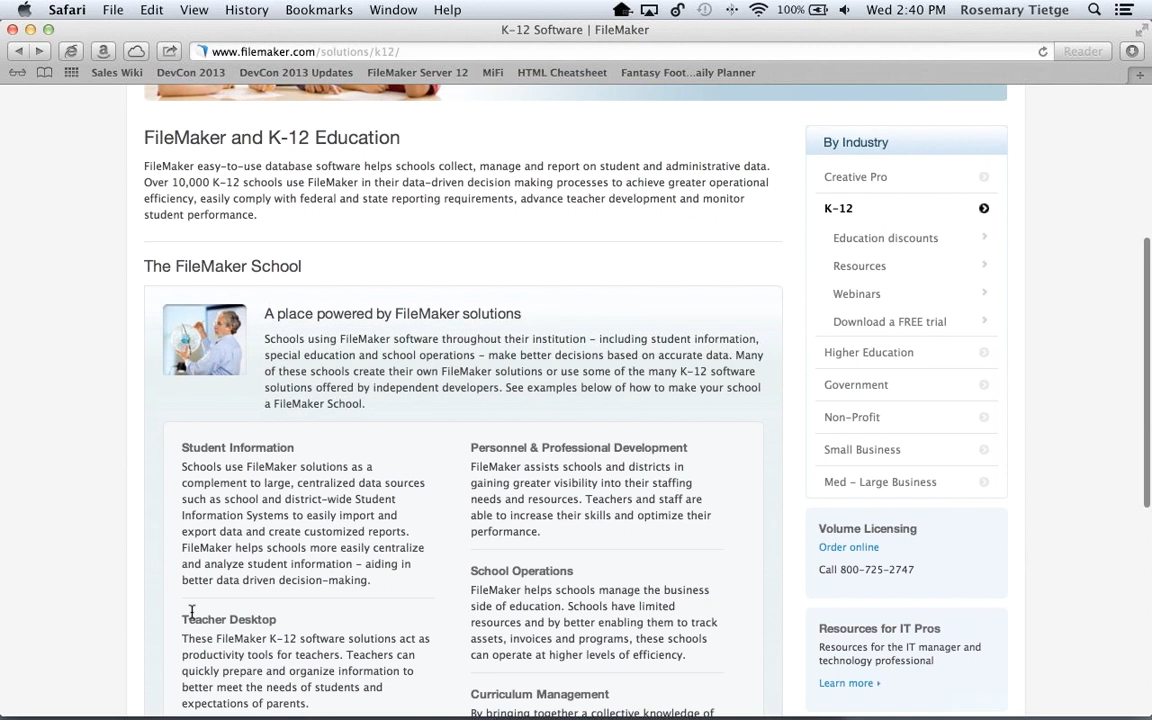 Safari File Edit View History Bookmarks Window Help 100% Wed 2:40 PM Rosemary Tietge
K-12 Software | FileMaker
www.filemaker.com/solutions/k12/ Reader
Sales Wiki DevCon 2013 DevCon 2013 Updates FileMaker Server 12 MiFi HTML Cheatsheet Fantasy Foot...aily Planner
FileMaker and K-12 Education
FileMaker easy-to-use database software helps schools collect, manage and report on student and administrative data.
Over 10,000 K-12 schools use FileMaker in their data-driven decision making processes to achieve greater operational
efficiency, easily comply with federal and state reporting requirements, advance teacher development and monitor
student performance.
The FileMaker School
A place powered by FileMaker solutions
Schools using FileMaker software throughout their institution – including student information,
special education and school operations – make better decisions based on accurate data. Many
of these schools create their own FileMaker solutions or use some of the many K-12 software
solutions offered by independent developers. See examples below of how to make your school
a FileMaker School.
Student Information
Schools use FileMaker solutions as a
complement to large, centralized data sources
such as school and district-wide Student
Information Systems to easily import and
export data and create customized reports.
FileMaker helps schools more easily centralize
and analyze student information – aiding in
better data driven decision-making.
Teacher Desktop
These FileMaker K-12 software solutions act as
productivity tools for teachers. Teachers can
quickly prepare and organize information to
better meet the needs of students and
expectations of parents.
Personnel & Professional Development
FileMaker assists schools and districts in
gaining greater visibility into their staffing
needs and resources. Teachers and staff are
able to increase their skills and optimize their
performance.
School Operations
FileMaker helps schools manage the business
side of education. Schools have limited
resources and by better enabling them to track
assets, invoices and programs, these schools
can operate at higher levels of efficiency.
Curriculum Management
By bringing together a collective knowledge of
By Industry
Creative Pro
K-12
Education discounts
Resources
Webinars
Download a FREE trial
Higher Education
Government
Non-Profit
Small Business
Med – Large Business
Volume Licensing
Order online
Call 800-725-2747
Resources for IT Pros
Resources for the IT manager and
technology professional
Learn more